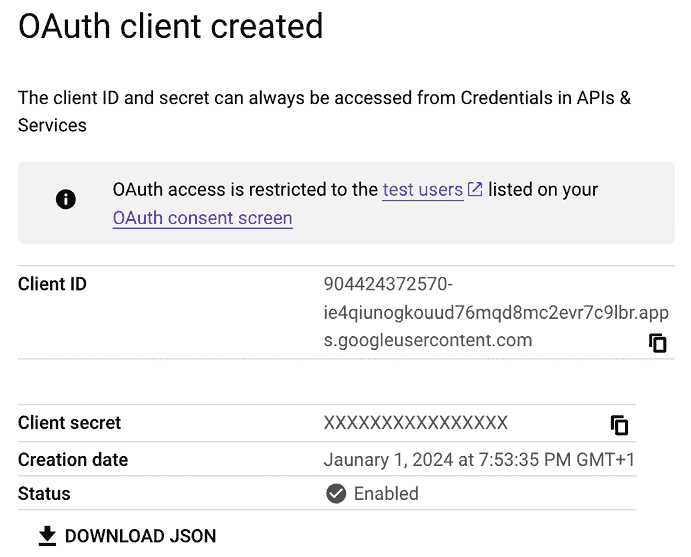 OAuth client created
The client ID and secret can always be accessed from Credentials in APIs &
Services
OAuth access is restricted to the test users listed on your
OAuth consent screen
Client ID
904424372570-
ie4qiunogkouud76mqd8mc2evr7c9lbr.app
s.googleusercontent.com
Client secret
XXXXXXXXXXXXXXXX
Creation date
Jaunary 1, 2024 at 7:53:35 PM GMT+1
Status
Enabled
DOWNLOAD JSON